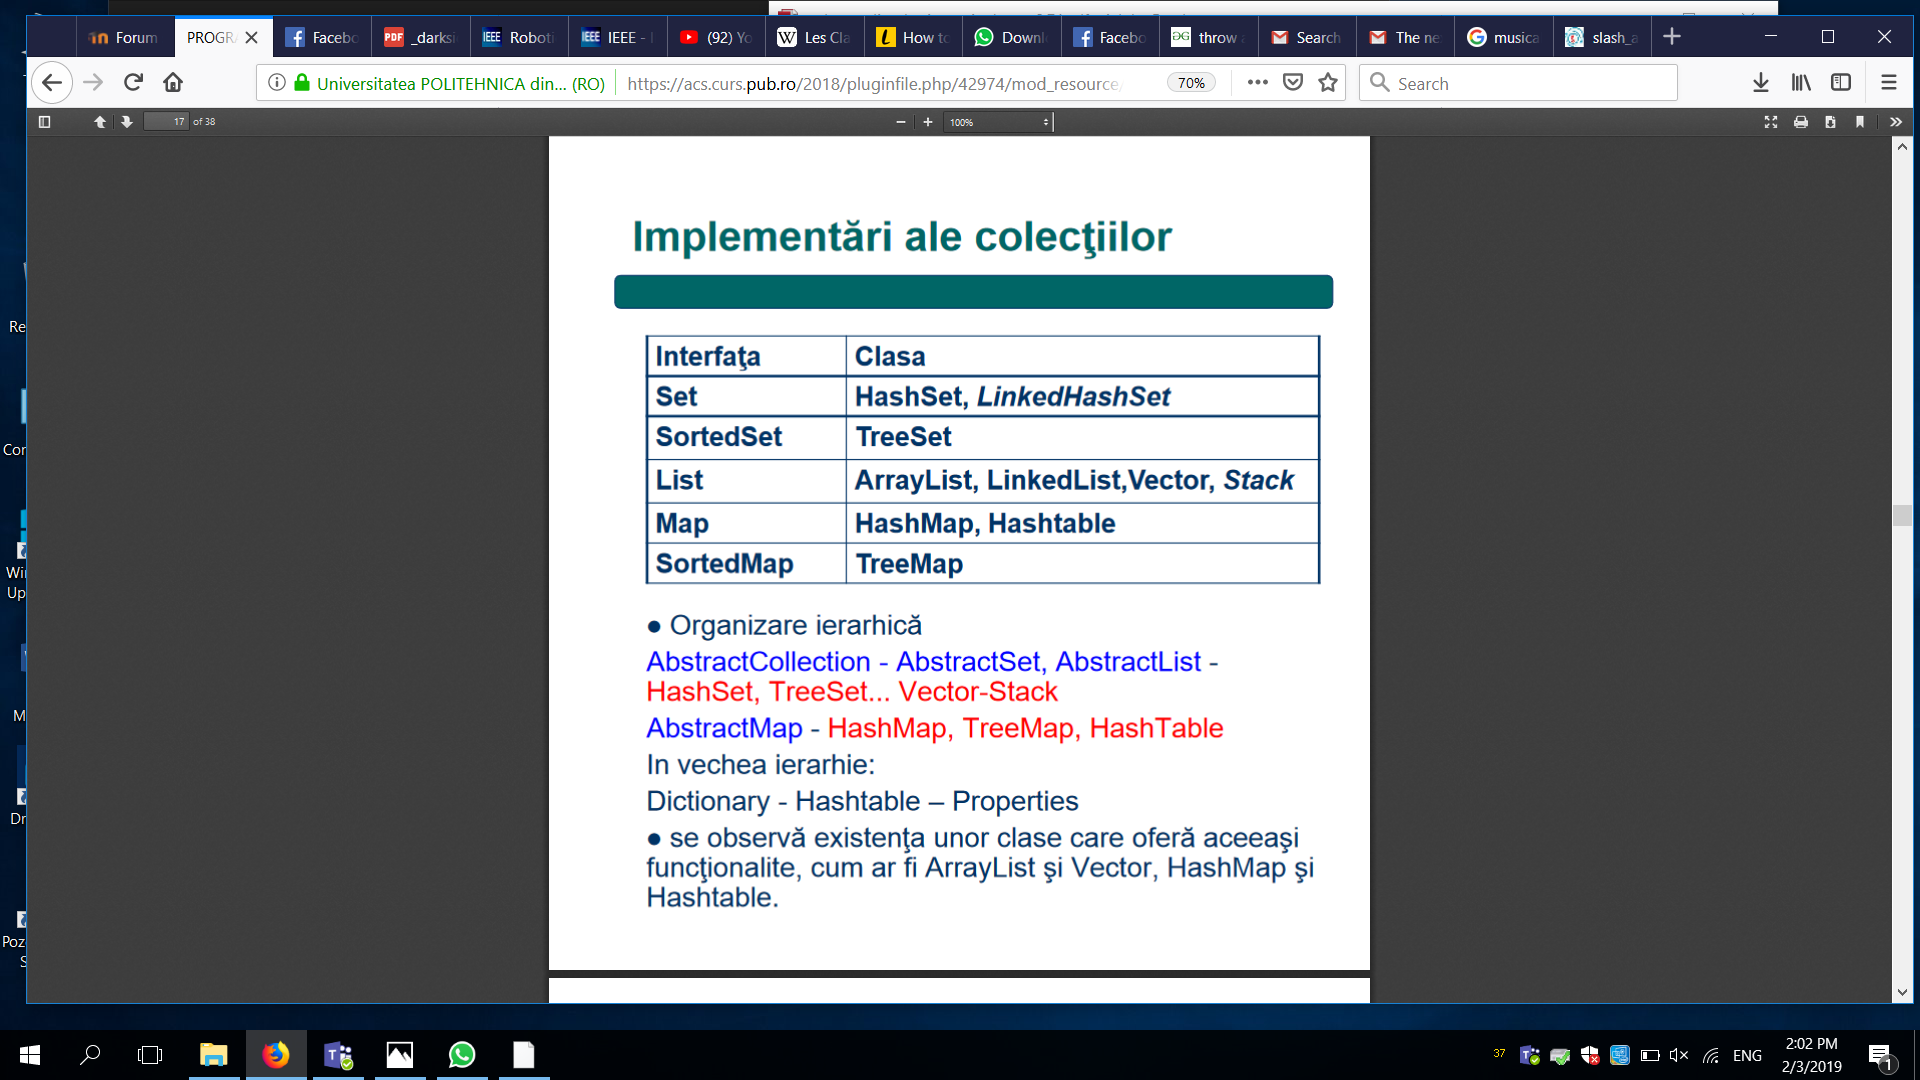 Forum
PROGRA
Facebo
_darksi
Roboti
IEEE - I
(92) Yo
Les Cla
How to
Downl
Facebo
throw a
Search
The ne
musica
slash_a
Universitatea POLITEHNICA din... (RO)
https://acs.curs.pub.ro/2018/pluginfile.php/42974/mod_resource/
70%
Search
17 of 38
100%
Implementări ale colecţiilor
Interfaţa Clasa
Set HashSet, LinkedHashSet
SortedSet TreeSet
List ArrayList, LinkedList,Vector, Stack
Map HashMap, Hashtable
SortedMap TreeMap
● Organizare ierarhică
AbstractCollection - AbstractSet, AbstractList -
HashSet, TreeSet... Vector-Stack
AbstractMap - HashMap, TreeMap, HashTable
In vechea ierarhie:
Dictionary - Hashtable – Properties
● se observă existenţa unor clase care oferă aceeaşi
funcţionalite, cum ar fi ArrayList şi Vector, HashMap şi
Hashtable.
Re
Cor
Wi
Up
M
Dr
Poz
S
37
ENG
2:02 PM
2/3/2019
1